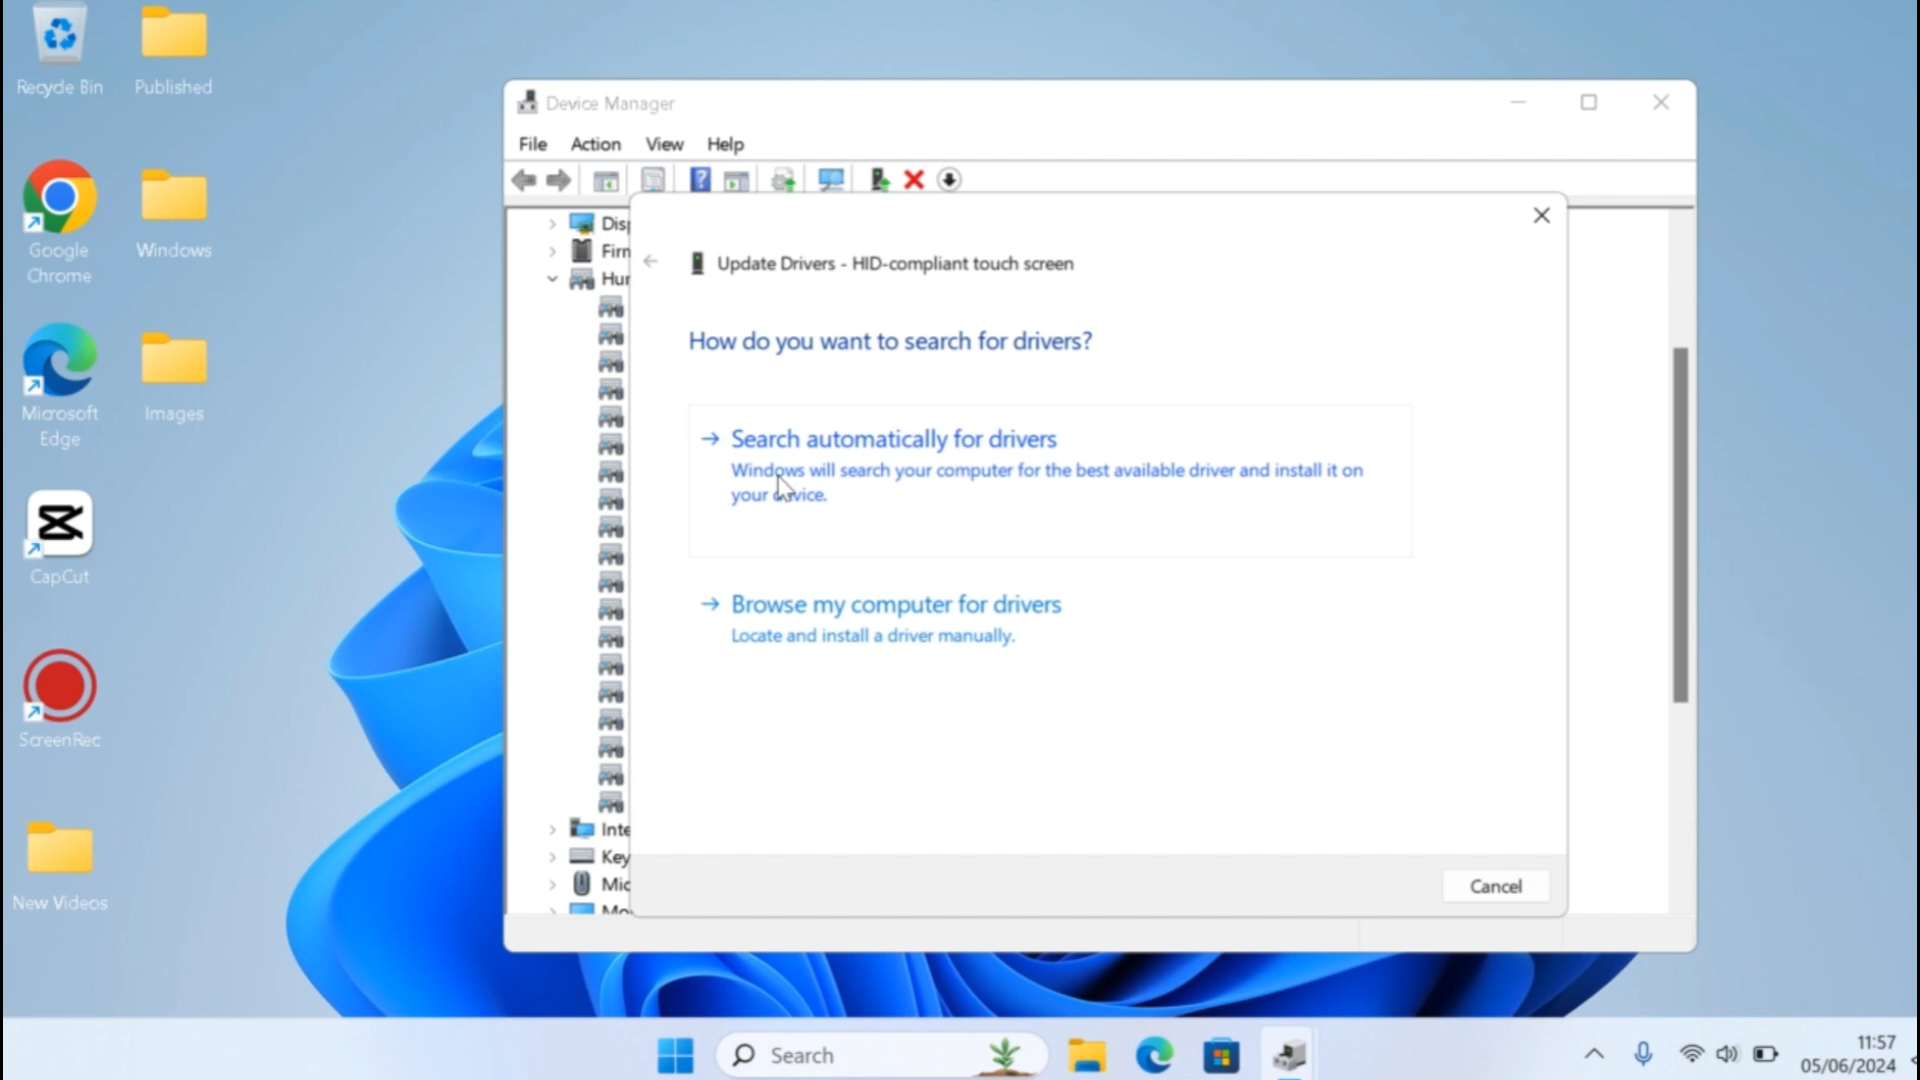 Recycle Bin
Published
Google
Chrome
Windows
Microsoft
Edge
Images
CapCut
ScreenRec
New Videos
Device Manager
File Action View Help
Disp
Firn
Hur
Inte
Key
Mic
Mo
Update Drivers - HID-compliant touch screen
How do you want to search for drivers?
Search automatically for drivers
Windows will search your computer for the best available driver and install it on
your device.
Browse my computer for drivers
Locate and install a driver manually.
Cancel
Search
11:57
05/06/2024